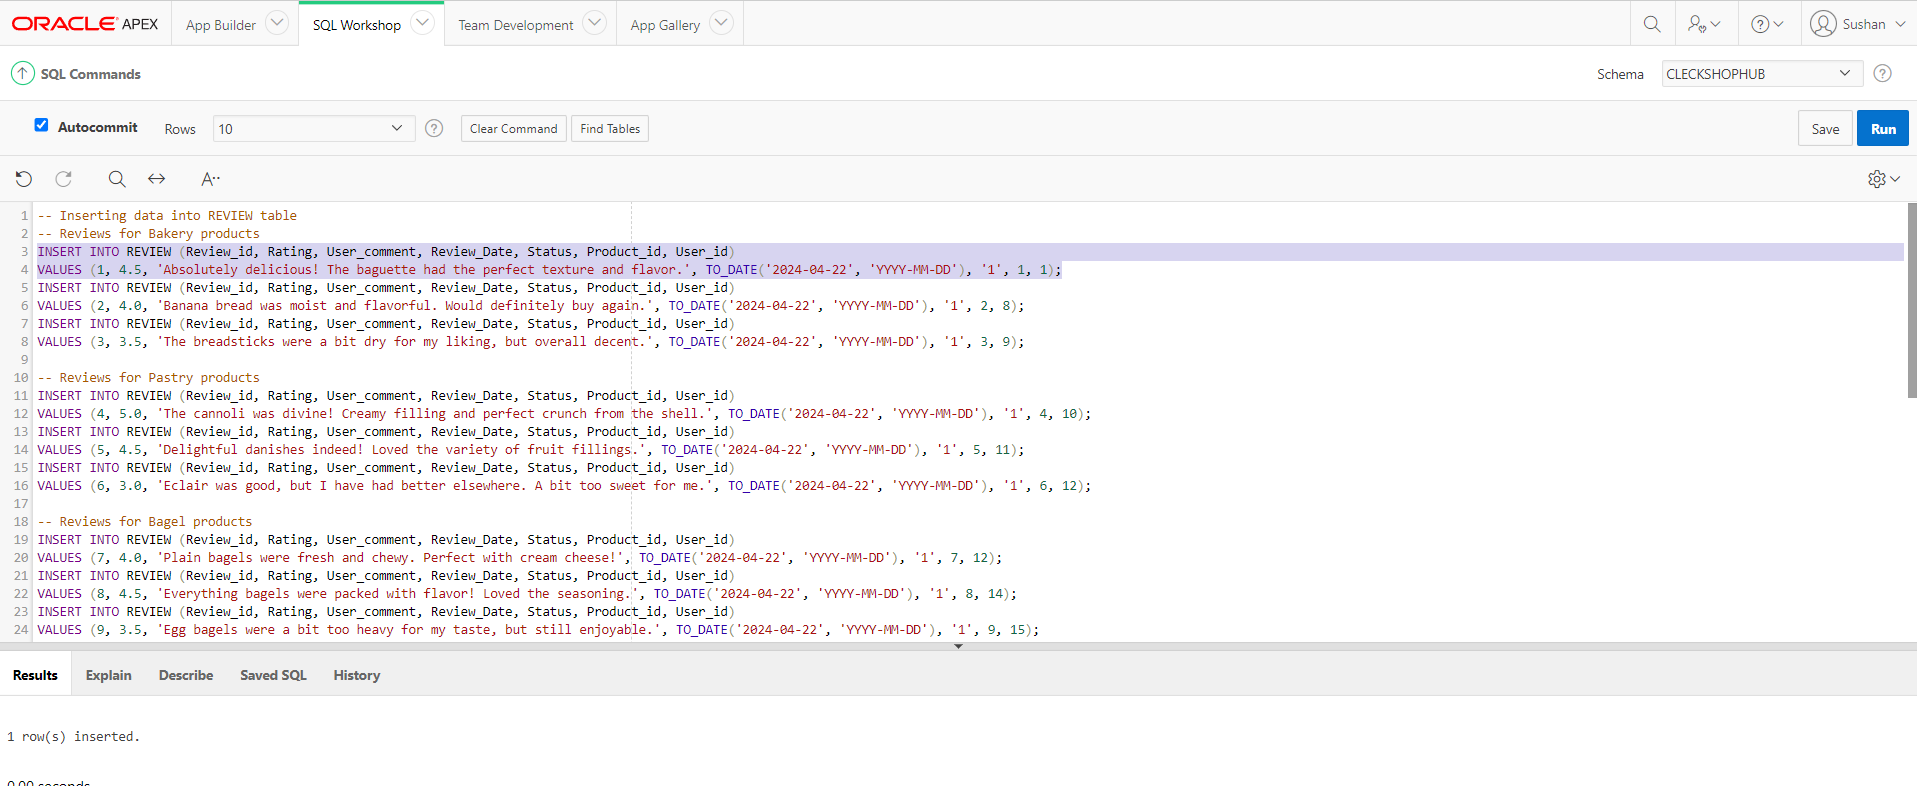 ORACLE APEX App Builder SQL Workshop Team Development App Gallery Sushan
SQL Commands Schema CLECKSHOPHUB
Autocommit Rows 10 Clear Command Find Tables Save Run
A··
1 -- Inserting data into REVIEW table
2 -- Reviews for Bakery products
3 INSERT INTO REVIEW (Review_id, Rating, User_comment, Review_Date, Status, Product_id, User_id)
4 VALUES (1, 4.5, 'Absolutely delicious! The baguette had the perfect texture and flavor.', TO_DATE('2024-04-22', 'YYYY-MM-DD'), '1', 1, 1);
5 INSERT INTO REVIEW (Review_id, Rating, User_comment, Review_Date, Status, Product_id, User_id)
6 VALUES (2, 4.0, 'Banana bread was moist and flavorful. Would definitely buy again.', TO_DATE('2024-04-22', 'YYYY-MM-DD'), '1', 2, 8);
7 INSERT INTO REVIEW (Review_id, Rating, User_comment, Review_Date, Status, Product_id, User_id)
8 VALUES (3, 3.5, 'The breadsticks were a bit dry for my liking, but overall decent.', TO_DATE('2024-04-22', 'YYYY-MM-DD'), '1', 3, 9);
9
10 -- Reviews for Pastry products
11 INSERT INTO REVIEW (Review_id, Rating, User_comment, Review_Date, Status, Product_id, User_id)
12 VALUES (4, 5.0, 'The cannoli was divine! Creamy filling and perfect crunch from the shell.', TO_DATE('2024-04-22', 'YYYY-MM-DD'), '1', 4, 10);
13 INSERT INTO REVIEW (Review_id, Rating, User_comment, Review_Date, Status, Product_id, User_id)
14 VALUES (5, 4.5, 'Delightful danishes indeed! Loved the variety of fruit fillings.', TO_DATE('2024-04-22', 'YYYY-MM-DD'), '1', 5, 11);
15 INSERT INTO REVIEW (Review_id, Rating, User_comment, Review_Date, Status, Product_id, User_id)
16 VALUES (6, 3.0, 'Eclair was good, but I have had better elsewhere. A bit too sweet for me.', TO_DATE('2024-04-22', 'YYYY-MM-DD'), '1', 6, 12);
17
18 -- Reviews for Bagel products
19 INSERT INTO REVIEW (Review_id, Rating, User_comment, Review_Date, Status, Product_id, User_id)
20 VALUES (7, 4.0, 'Plain bagels were fresh and chewy. Perfect with cream cheese!', TO_DATE('2024-04-22', 'YYYY-MM-DD'), '1', 7, 12);
21 INSERT INTO REVIEW (Review_id, Rating, User_comment, Review_Date, Status, Product_id, User_id)
22 VALUES (8, 4.5, 'Everything bagels were packed with flavor! Loved the seasoning.', TO_DATE('2024-04-22', 'YYYY-MM-DD'), '1', 8, 14);
23 INSERT INTO REVIEW (Review_id, Rating, User_comment, Review_Date, Status, Product_id, User_id)
24 VALUES (9, 3.5, 'Egg bagels were a bit too heavy for my taste, but still enjoyable.', TO_DATE('2024-04-22', 'YYYY-MM-DD'), '1', 9, 15);
Results Explain Describe Saved SQL History
1 row(s) inserted.
0.00 seconds